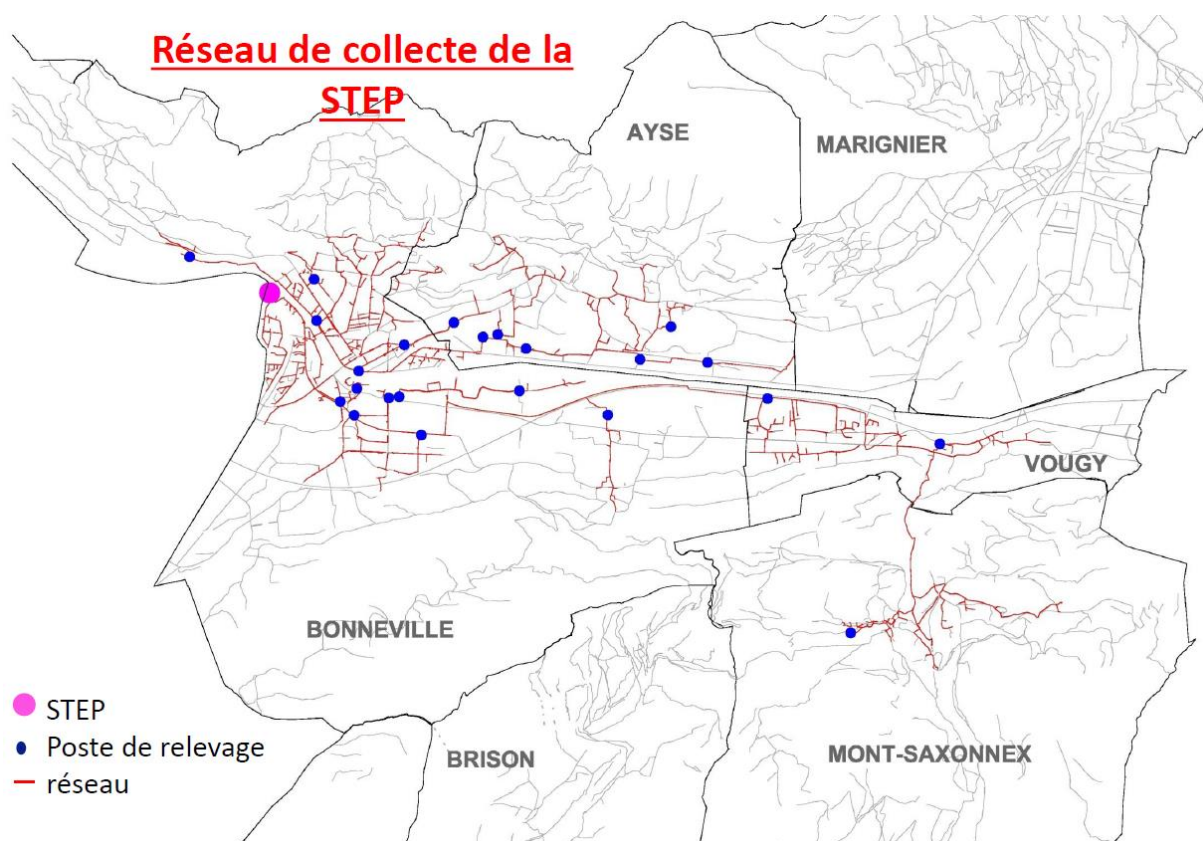 Réseau de collecte de la
STEP
AYSE
MARIGNIER
VOUGY
BONNEVILLE
BRISON
MONT-SAXONNEX
STEP
Poste de relevage
réseau